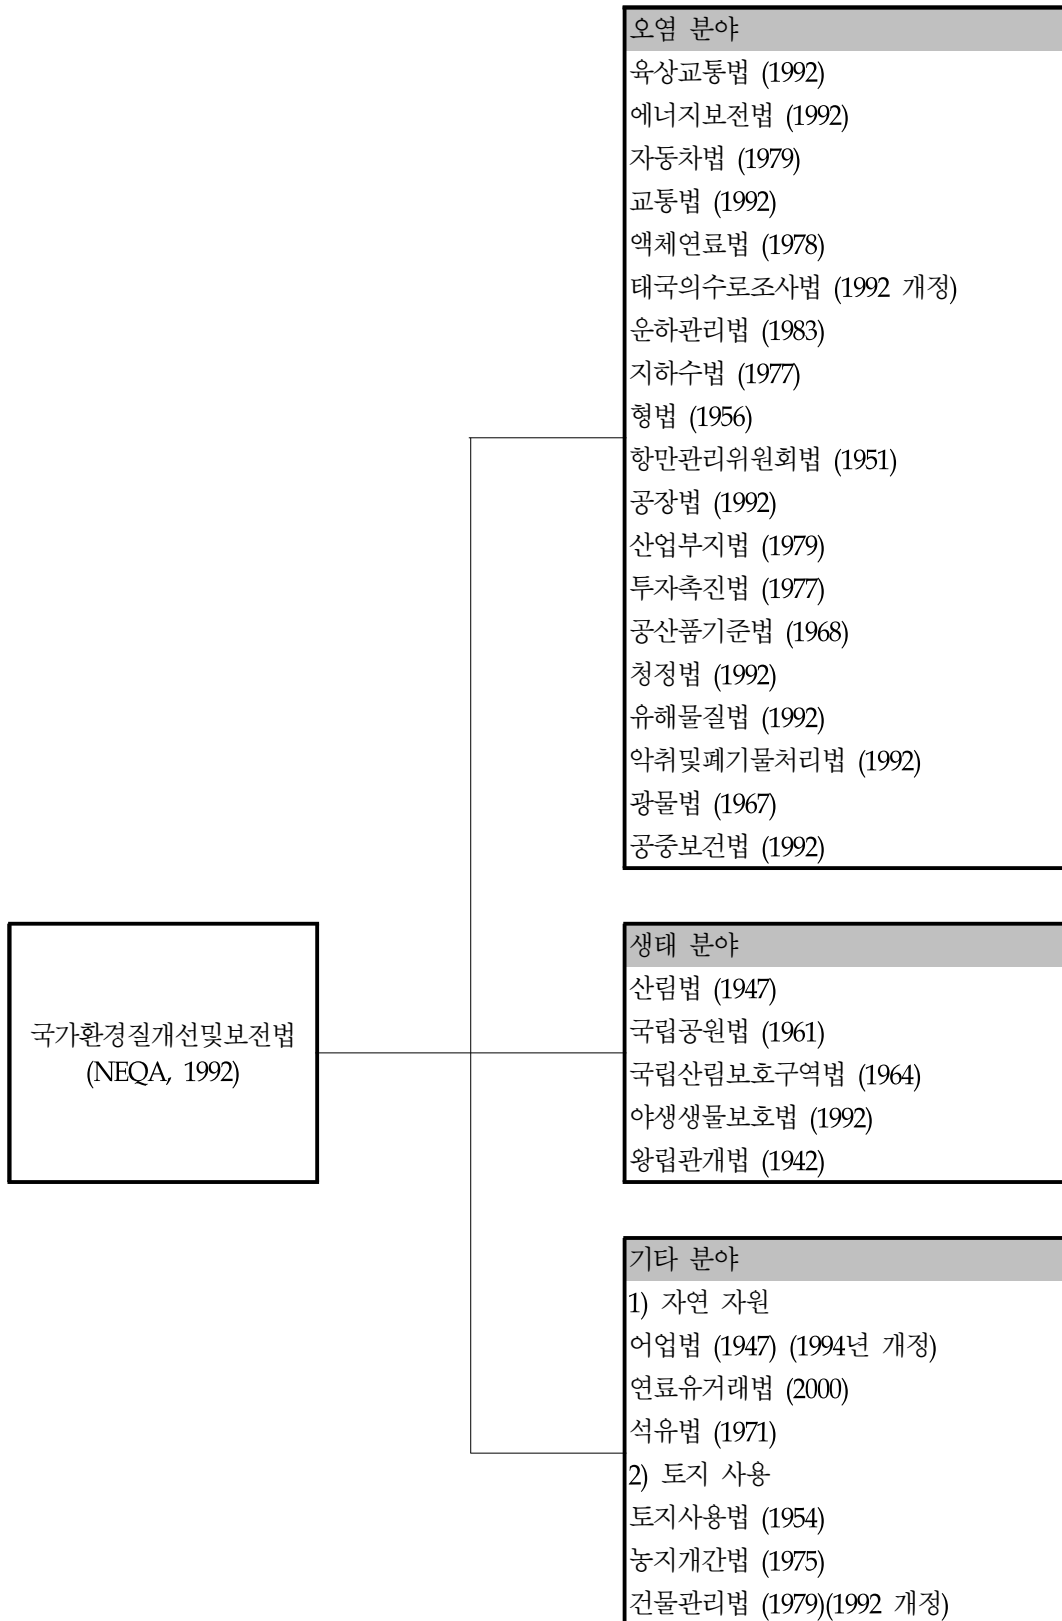 오염 분야
육상교통법 (1992)
에너지보전법 (1992)
자동차법 (1979)
교통법 (1992)
액체연료법 (1978)
태국의수로조사법 (1992 개정)
운하관리법 (1983)
지하수법 (1977)
형법 (1956)
항만관리위원회법 (1951)
공장법 (1992)
산업부지법 (1979)
투자촉진법 (1977)
공산품기준법 (1968)
청정법 (1992)
유해물질법 (1992)
악취및폐기물처리법 (1992)
광물법 (1967)
공중보건법 (1992)
국가환경질개선및보전법
(NEQA, 1992)
생태 분야
산림법 (1947)
국립공원법 (1961)
국립산림보호구역법 (1964)
야생생물보호법 (1992)
왕립관개법 (1942)
기타 분야
1) 자연 자원
어업법 (1947) (1994년 개정)
연료유거래법 (2000)
석유법 (1971)
2) 토지 사용
토지사용법 (1954)
농지개간법 (1975)
건물관리법 (1979)(1992 개정)